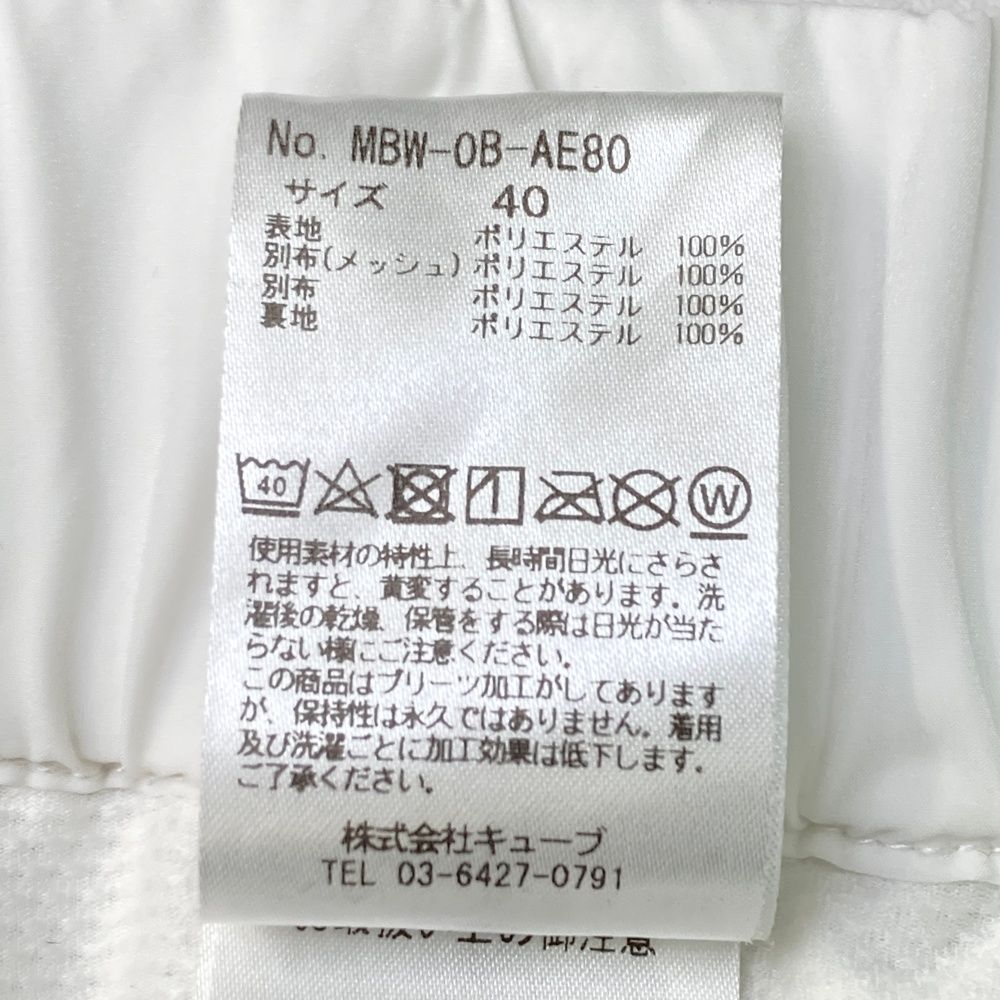 No. MBW-0B-AE80
サイズ 40
表地 ポリエステル 100%
別布(メッシュ) ポリエステル 100%
別布 ポリエステル 100%
裏地 ポリエステル 100%
40 W
使用素材の特性上、長時間日光にさらさ
れますと、黄変することがあります。洗
濯後の乾燥、保管をする際は日光が当た
らない様にご注意ください。
この商品はプリーツ加工がしてあります
が、保持性は永久ではありません。着用
及び洗濯ごとに加工効果は低下します。
ご了承ください。
株式会社キューブ
TEL 03-6427-0791
扱い上の御注意